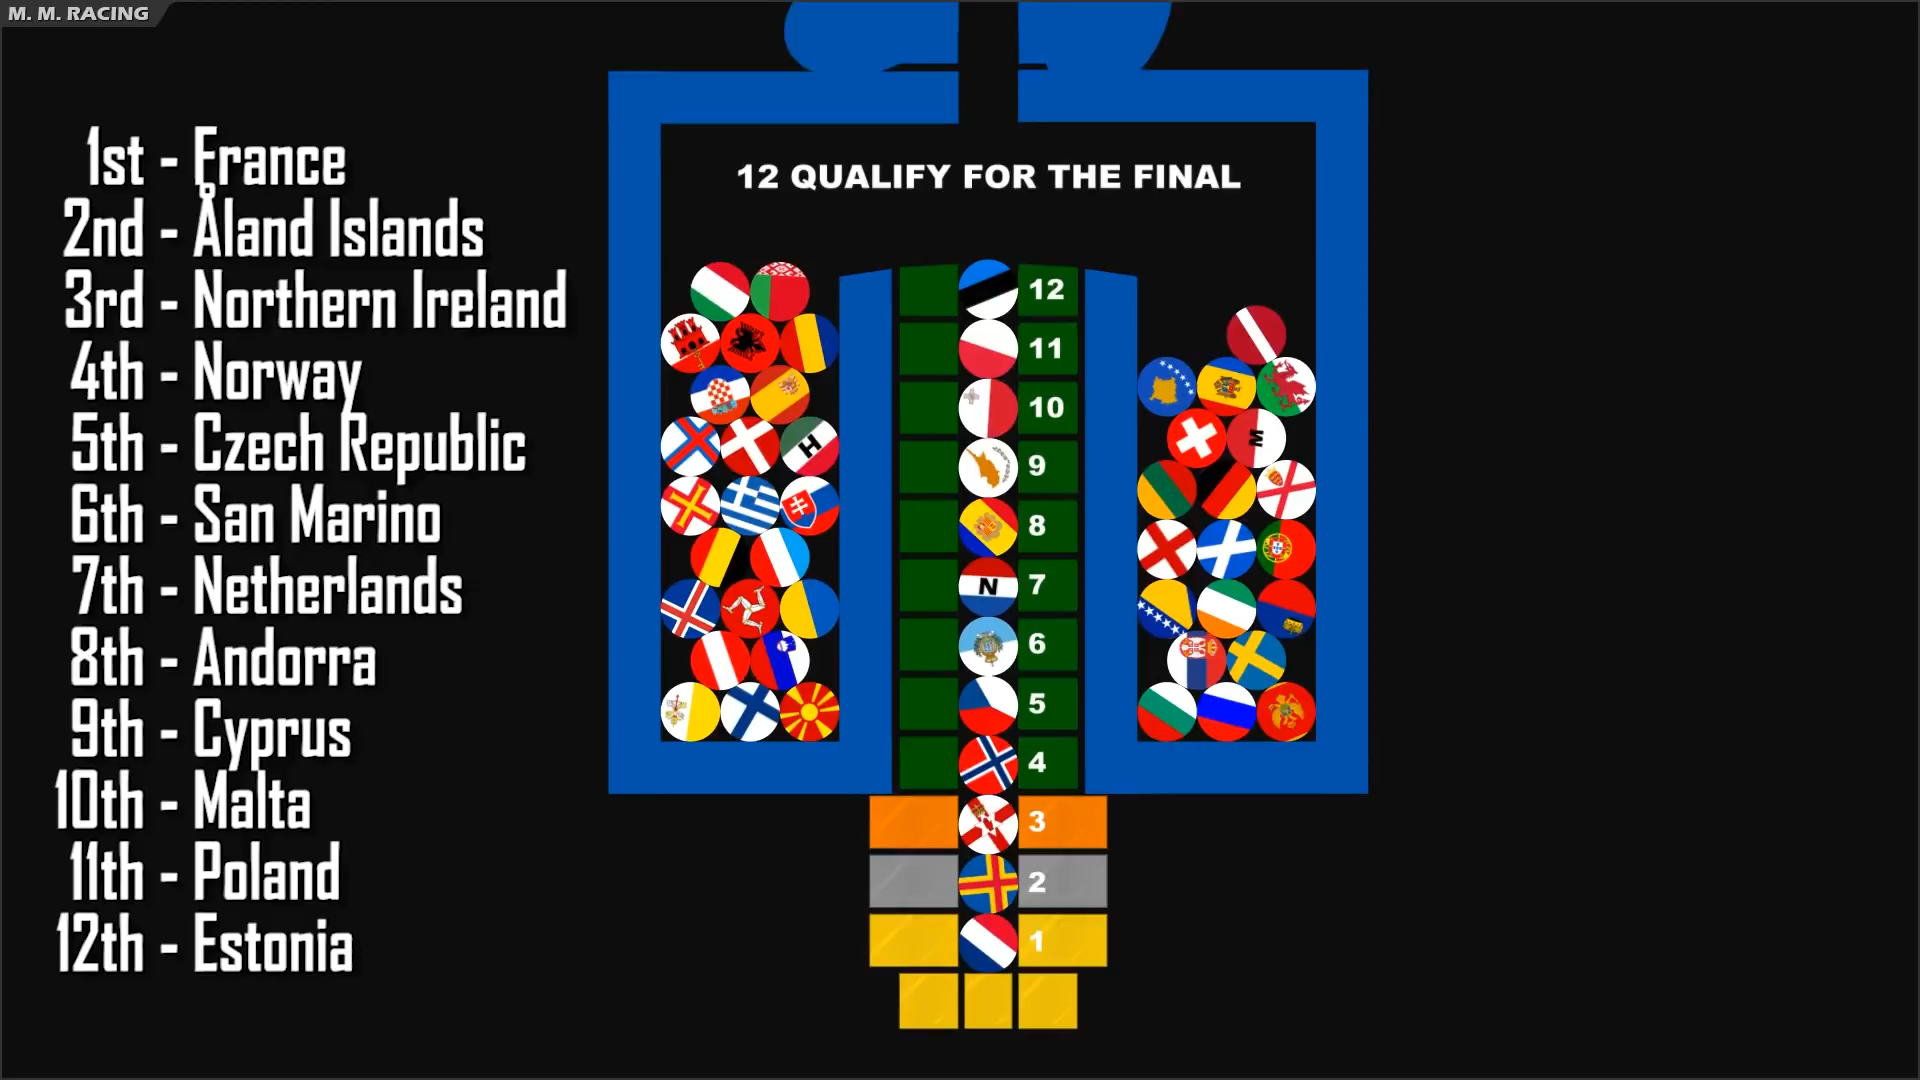 M. M. RACING
12 QUALIFY FOR THE FINAL
1st - France
2nd - Åland Islands
3rd - Northern Ireland
4th - Norway
5th - Czech Republic
6th - San Marino
7th - Netherlands
8th - Andorra
9th - Cyprus
10th - Malta
11th - Poland
12th - Estonia
12
11
10
9
8
N 7
6
5
4
3
2
1
H
M